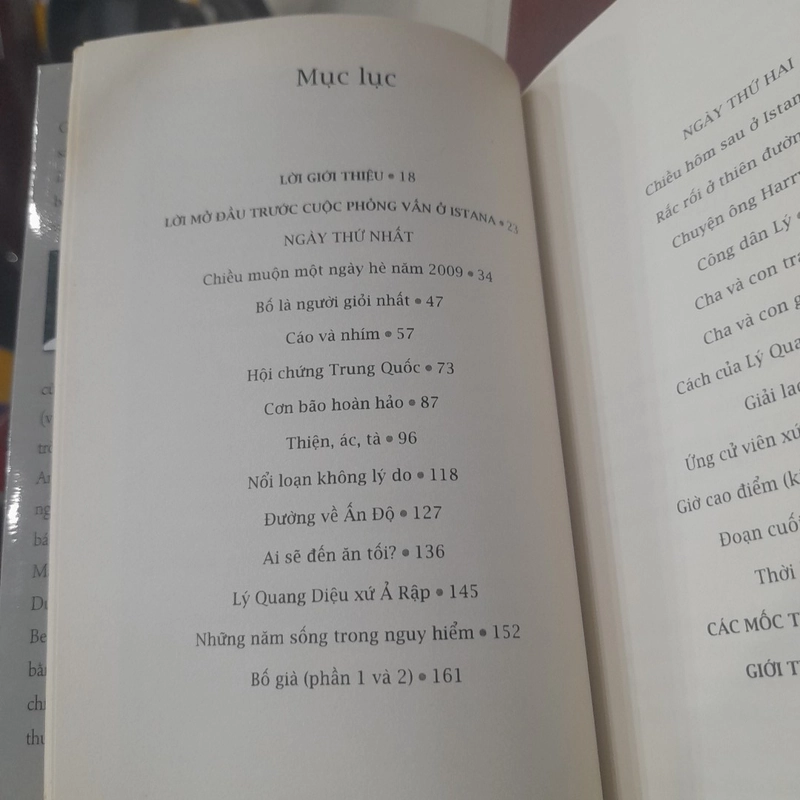 Mục lục
LỜI GIỚI THIỆU • 18
LỜI MỞ ĐẦU TRƯỚC CUỘC PHỎNG VẤN Ở ISTANA • 23
NGÀY THỨ NHẤT
Chiều muộn một ngày hè năm 2009 • 34
Bố là người giỏi nhất • 47
Cáo và nhím • 57
Hội chứng Trung Quốc • 73
Cơn bão hoàn hảo • 87
Thiện, ác, tà • 96
Nổi loạn không lý do • 118
Đường về Ấn Độ • 127
Ai sẽ đến ăn tối? • 136
Lý Quang Diệu xứ Ả Rập • 145
Những năm sống trong nguy hiểm • 152
Bố già (phần 1 và 2) • 161
NGÀY THỨ HAI
Chiều hôm sau ở
Rắc rối ở thiên đường
Chuyện ông Harry
Công dân Lý
Cha và con
Cha và con
Cách của Lý
Giải
Ứng cử viên xứ
Giờ cao điểm
Đoạn cuối
Thời
CÁC MỐC
GIỚI